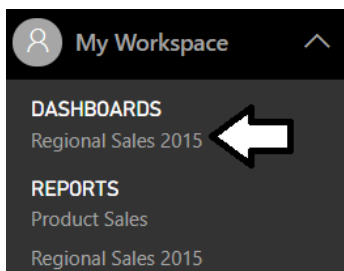 My Workspace
DASHBOARDS
Regional Sales 2015
REPORTS
Product Sales
Regional Sales 2015